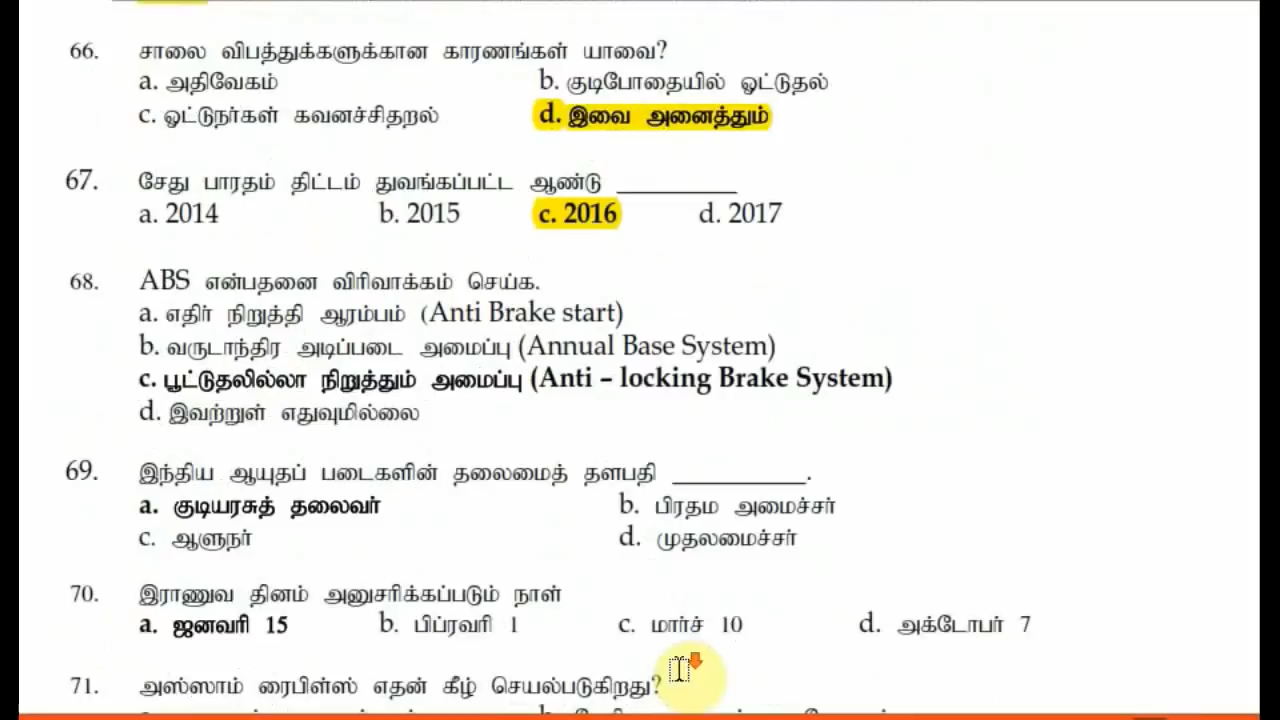 66. சாலை விபத்துக்களுக்கான காரணங்கள் யாவை?
a. அதிவேகம் b. குடிபோதையில் ஓட்டுதல்
c. ஓட்டுநர்கள் கவனச்சிதறல் d. இவை அனைத்தும்
67. சேது பாரதம் திட்டம் துவங்கப்பட்ட ஆண்டு __________
a. 2014 b. 2015 c. 2016 d. 2017
68. ABS என்பதனை விரிவாக்கம் செய்க.
a. எதிர் நிறுத்தி ஆரம்பம் (Anti Brake start)
b. வருடாந்திர அடிப்படை அமைப்பு (Annual Base System)
c. பூட்டுதலில்லா நிறுத்தும் அமைப்பு (Anti – locking Brake System)
d. இவற்றுள் எதுவுமில்லை
69. இந்திய ஆயுதப் படைகளின் தலைமைத் தளபதி ___________.
a. குடியரசுத் தலைவர் b. பிரதம அமைச்சர்
c. ஆளுநர் d. முதலமைச்சர்
70. இராணுவ தினம் அனுசரிக்கப்படும் நாள்
a. ஜனவரி 15 b. பிப்ரவரி 1 c. மார்ச் 10 d. அக்டோபர் 7
71. அஸ்ஸாம் ரைபிள்ஸ் எதன் கீழ் செயல்படுகிறது?